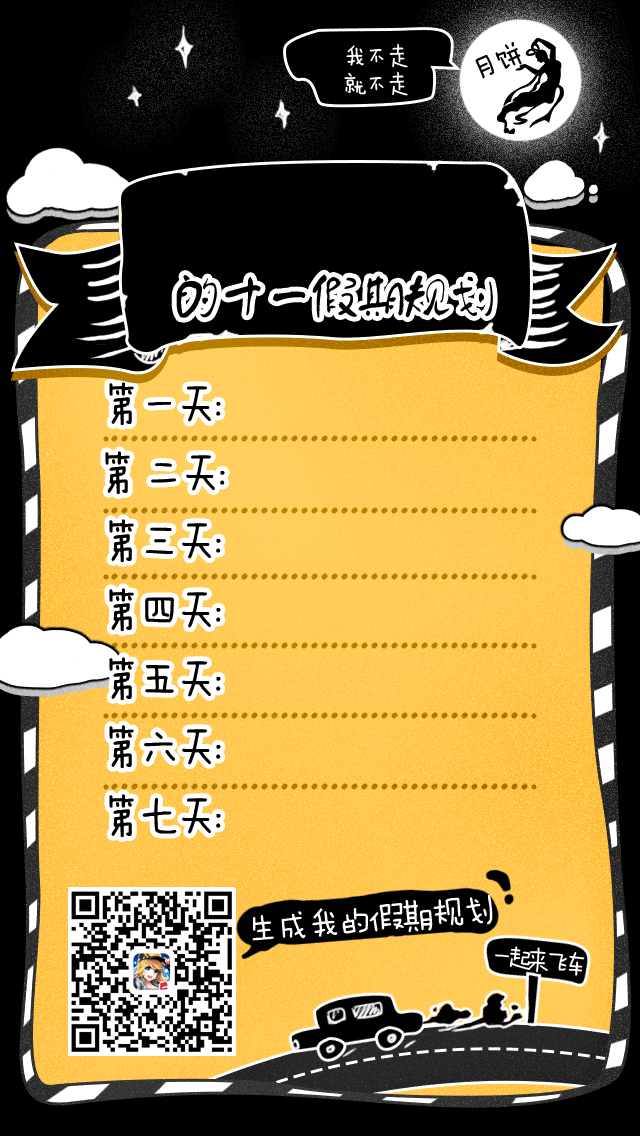 我不走
就不走
月饼
的十一假期规划
第一天:
第二天:
第三天:
第四天:
第五天:
第六天:
第七天:
生成我的假期规划!
一起来飞车